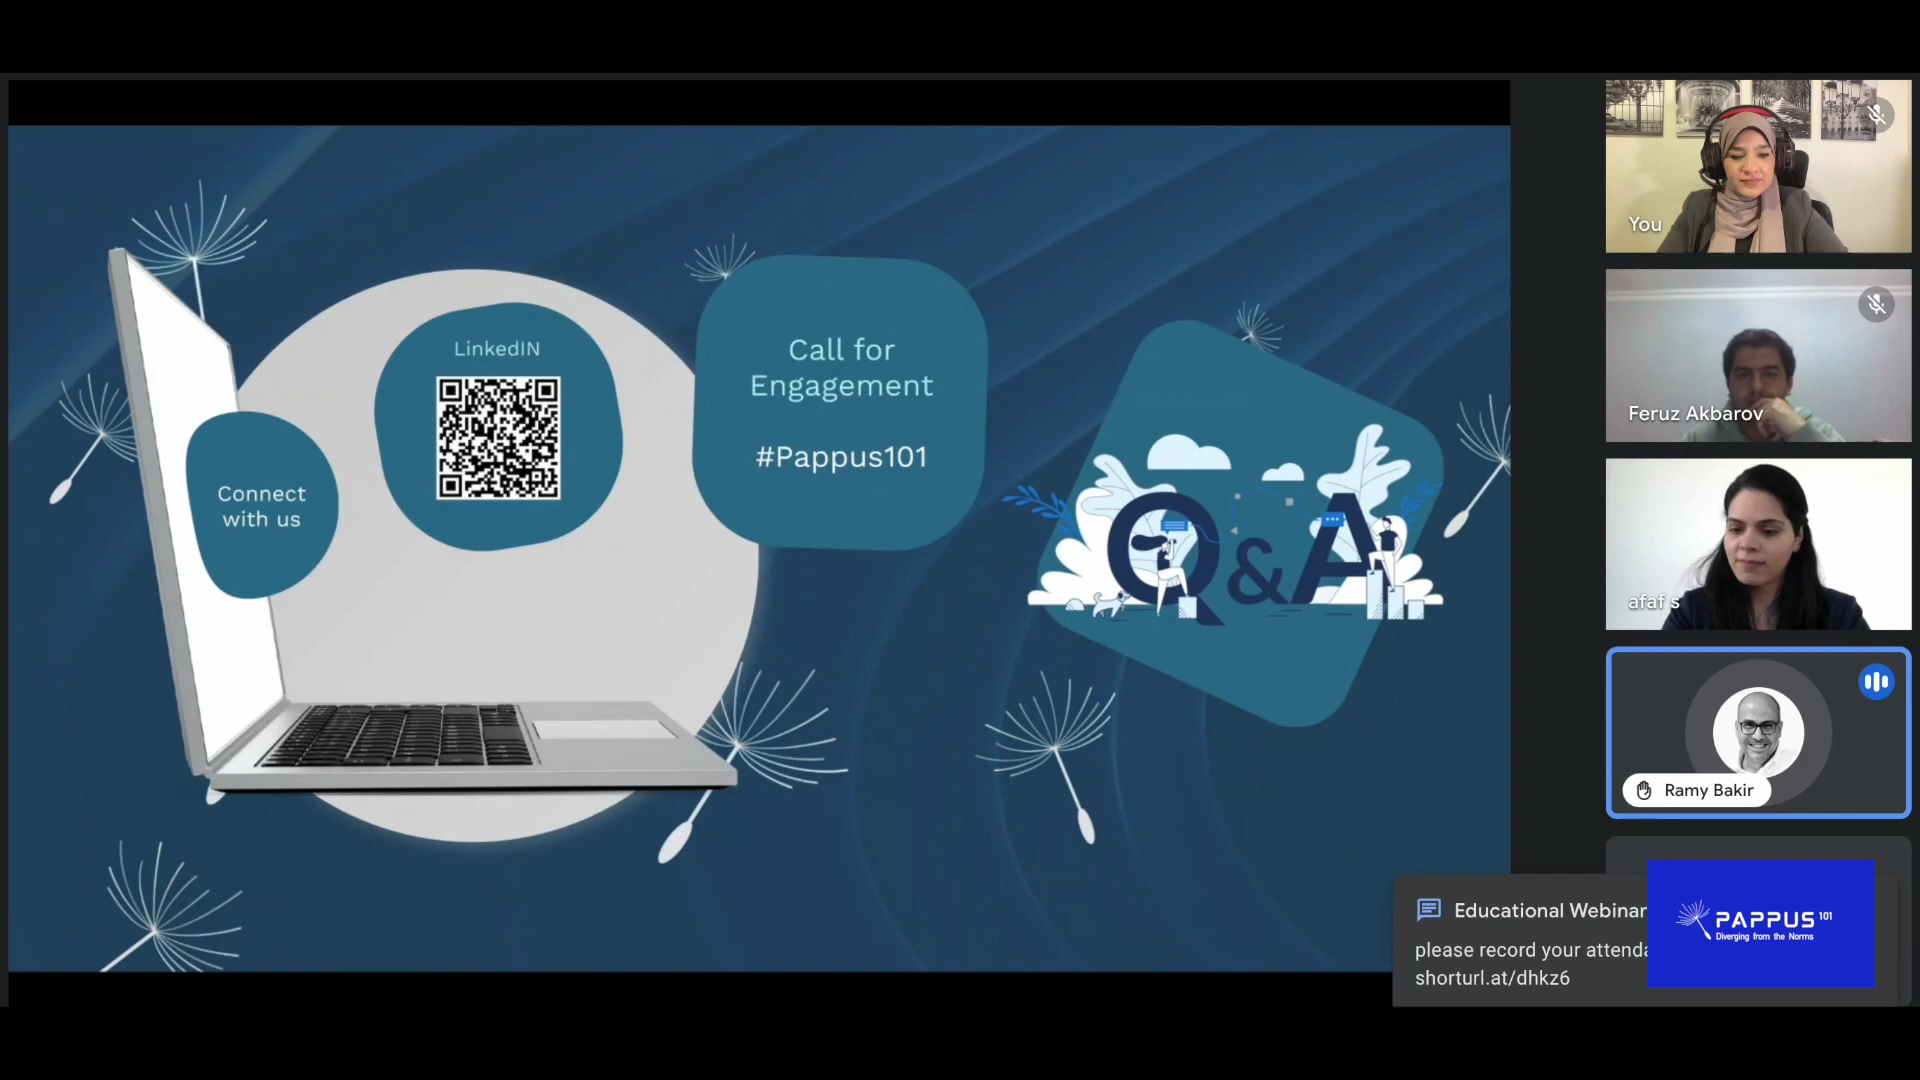 LinkedIN
Connect
with us
Call for
Engagement
#Pappus101
Q&A
You
Feruz Akbarov
afaf s
Ramy Bakir
Educational Webinar
please record your attenda
shorturl.at/dhkz6
PAPPUS 101
Diverging from the Norms